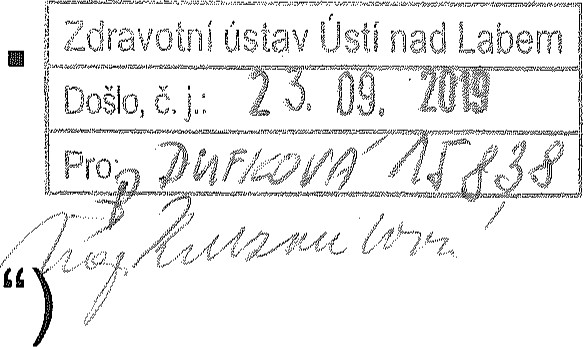 Zdravotní ústav Ústí nad Labem
Došlo, č. j.: 23. 09. 2019
Pro: DUFKOVÁ 15838
“)